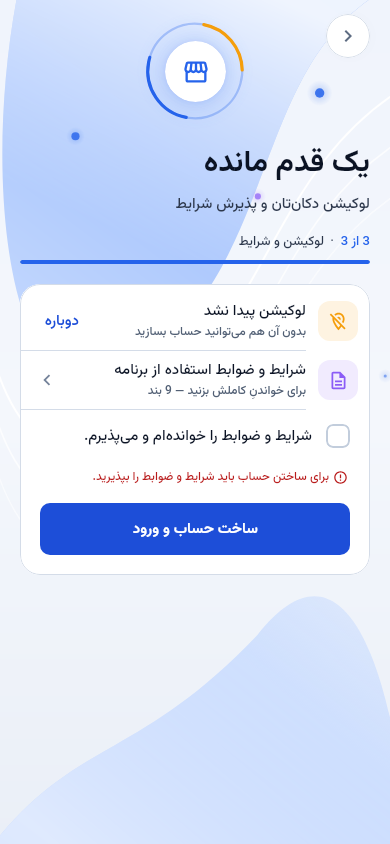 یک قدم مانده
لوکیشن دکان‌تان و پذیرش شرایط
3 از 3 · لوکیشن و شرایط
لوکیشن پیدا نشد
بدون آن هم می‌توانید حساب بسازید
دوباره
شرایط و ضوابط استفاده از برنامه
برای خواندنِ کاملش بزنید — 9 بند
شرایط و ضوابط را خوانده‌ام و می‌پذیرم.
برای ساختن حساب باید شرایط و ضوابط را بپذیرید.
ساخت حساب و ورود